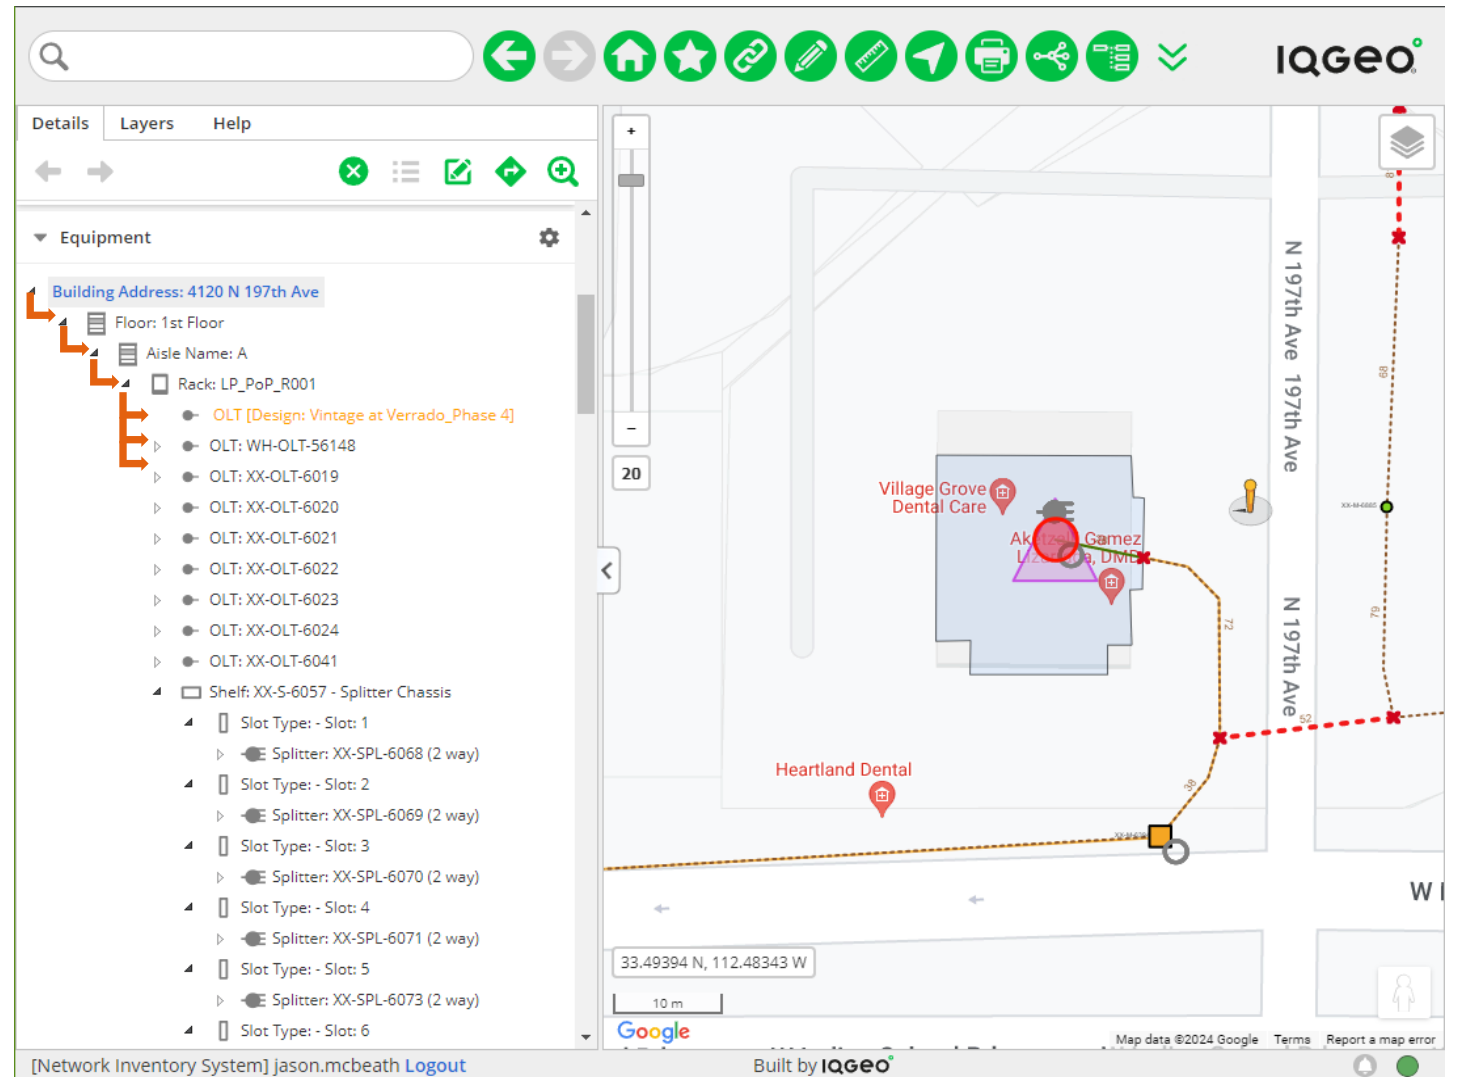 IQGeo
Details
Layers
Help
Equipment
Building Address: 4120 N 197th Ave
Floor: 1st Floor
Aisle Name: A
Rack: LP_PoP_R001
OLT [Design: Vintage at Verrado_Phase 4]
OLT: WH-OLT-56148
OLT: XX-OLT-6019
OLT: XX-OLT-6020
OLT: XX-OLT-6021
OLT: XX-OLT-6022
OLT: XX-OLT-6023
OLT: XX-OLT-6024
OLT: XX-OLT-6041
Shelf: XX-S-6057 - Splitter Chassis
Slot Type: - Slot: 1
Splitter: XX-SPL-6068 (2 way)
Slot Type: - Slot: 2
Splitter: XX-SPL-6069 (2 way)
Slot Type: - Slot: 3
Splitter: XX-SPL-6070 (2 way)
Slot Type: - Slot: 4
Splitter: XX-SPL-6071 (2 way)
Slot Type: - Slot: 5
Splitter: XX-SPL-6073 (2 way)
Slot Type: - Slot: 6
+
−
20
N 197th Ave
197th Ave
N 197th Ave
68
79
72
52
38
Village Grove
Dental Care
Gamez
DMD
Heartland Dental
W
33.49394 N, 112.48343 W
10 m
Google
Map data ©2024 Google
Terms
Report a map error
[Network Inventory System] jason.mcbeath Logout
Built by IQGeo